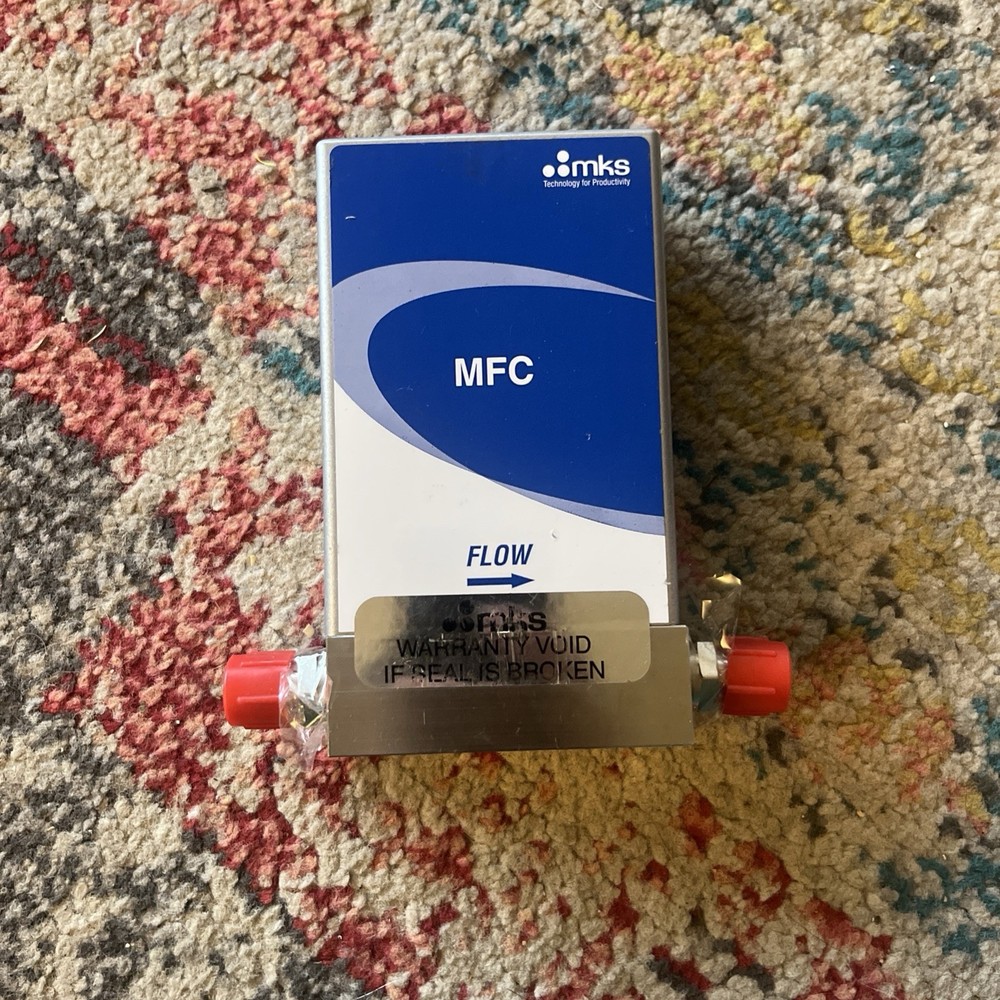 mks
Technology for Productivity
MFC
FLOW
mks
WARRANTY VOID
IF SEAL IS BROKEN